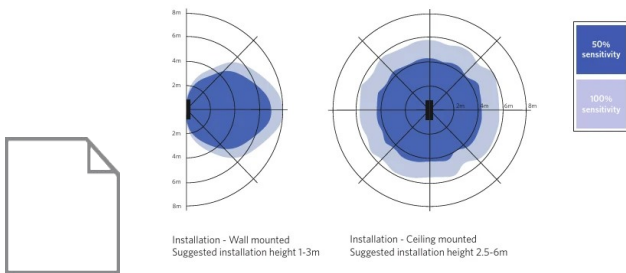 8m
6m
4m
2m
2m
4m
6m
8m
2m
4m
6m
8m
50%
sensitivity
100%
sensitivity
Installation - Wall mounted
Suggested installation height 1-3m
Installation - Ceiling mounted
Suggested installation height 2.5-6m